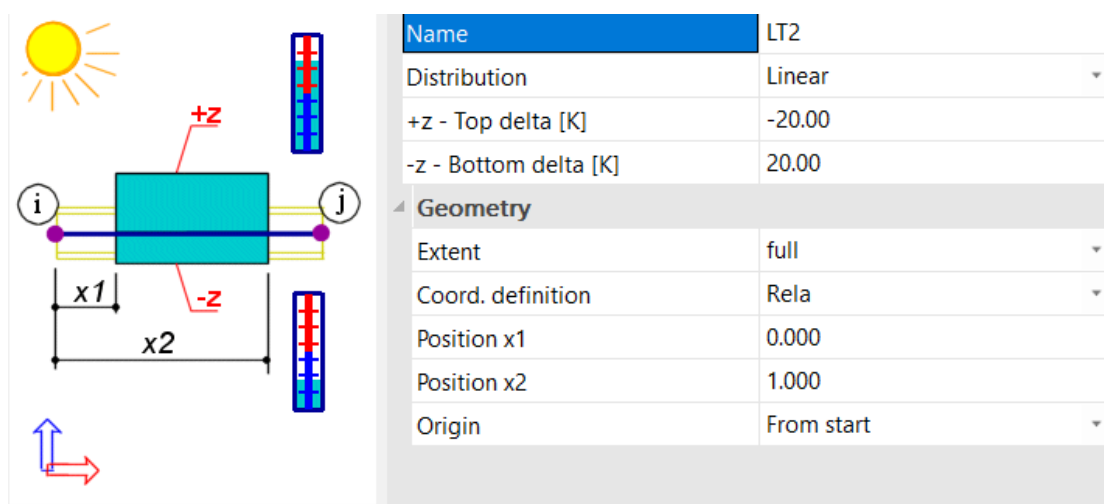 +z
i
j
x1
-z
x2
Name LT2
Distribution Linear
+z - Top delta [K] -20.00
-z - Bottom delta [K] 20.00
Geometry
Extent full
Coord. definition Rela
Position x1 0.000
Position x2 1.000
Origin From start